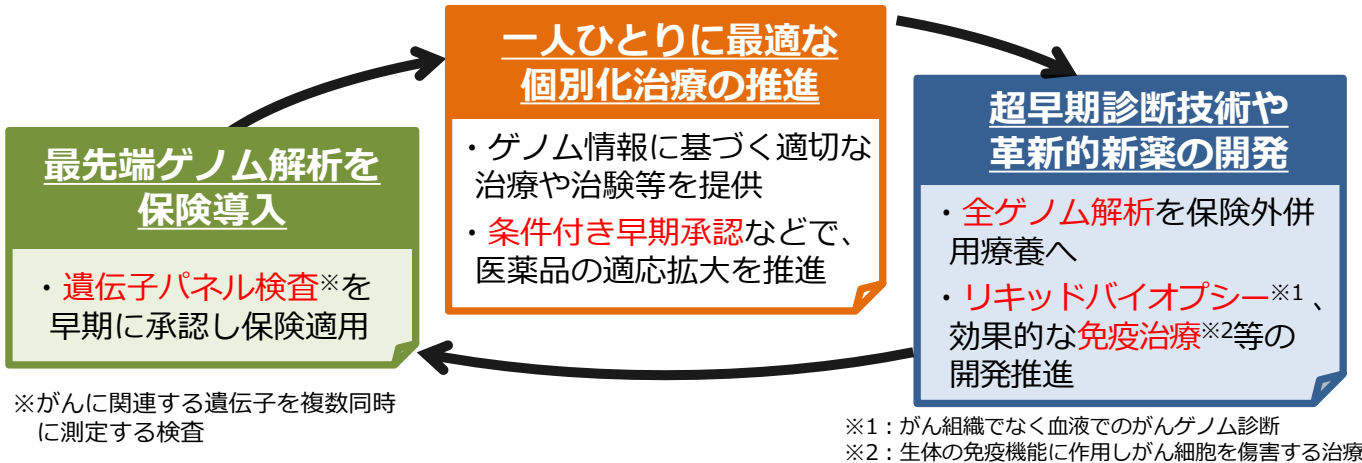 最先端ゲノム解析を
保険導入
・遺伝子パネル検査※を
早期に承認し保険適用
※がんに関連する遺伝子を複数同時
に測定する検査
一人ひとりに最適な
個別化治療の推進
・ゲノム情報に基づく適切な
治療や治験等を提供
・条件付き早期承認などで、
医薬品の適応拡大を推進
超早期診断技術や
革新的新薬の開発
・全ゲノム解析を保険外併
用療養へ
・リキッドバイオプシー※1、
効果的な免疫治療※2等の
開発推進
※1：がん組織でなく血液でのがんゲノム診断
※2：生体の免疫機能に作用しがん細胞を傷害する治療